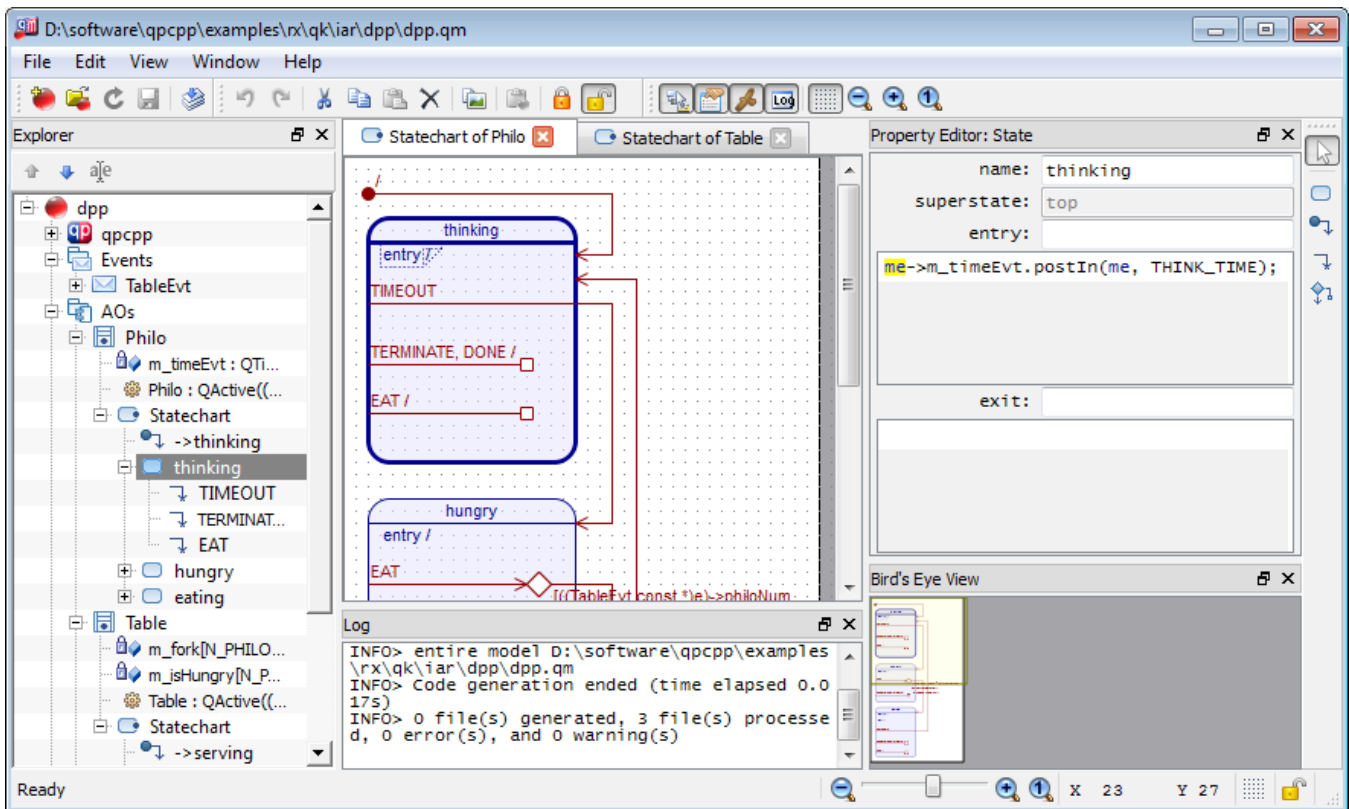 D:\software\qpcpp\examples\rx\qk\iar\dpp\dpp.qm
File Edit View Window Help
Log
Explorer
a|e
dpp
qp qpcpp
Events
TableEvt
AOs
Philo
m_timeEvt : QTi...
Philo : QActive((...
Statechart
->thinking
thinking
TIMEOUT
TERMINAT...
EAT
hungry
eating
Table
m_fork[N_PHILO...
m_isHungry[N_P...
Table : QActive((...
Statechart
->serving
Statechart of Philo
Statechart of Table
/
thinking
entry /
TIMEOUT
TERMINATE, DONE /
EAT /
hungry
entry /
EAT
[((TableEvt const *)e)->philoNum
Log
INFO> entire model D:\software\qpcpp\examples
\rx\qk\iar\dpp\dpp.qm
INFO> Code generation ended (time elapsed 0.0
17s)
INFO> 0 file(s) generated, 3 file(s) processe
d, 0 error(s), and 0 warning(s)
Property Editor: State
name: thinking
superstate: top
entry:
me->m_timeEvt.postIn(me, THINK_TIME);
exit:
Bird's Eye View
Ready
1 X 23 Y 27